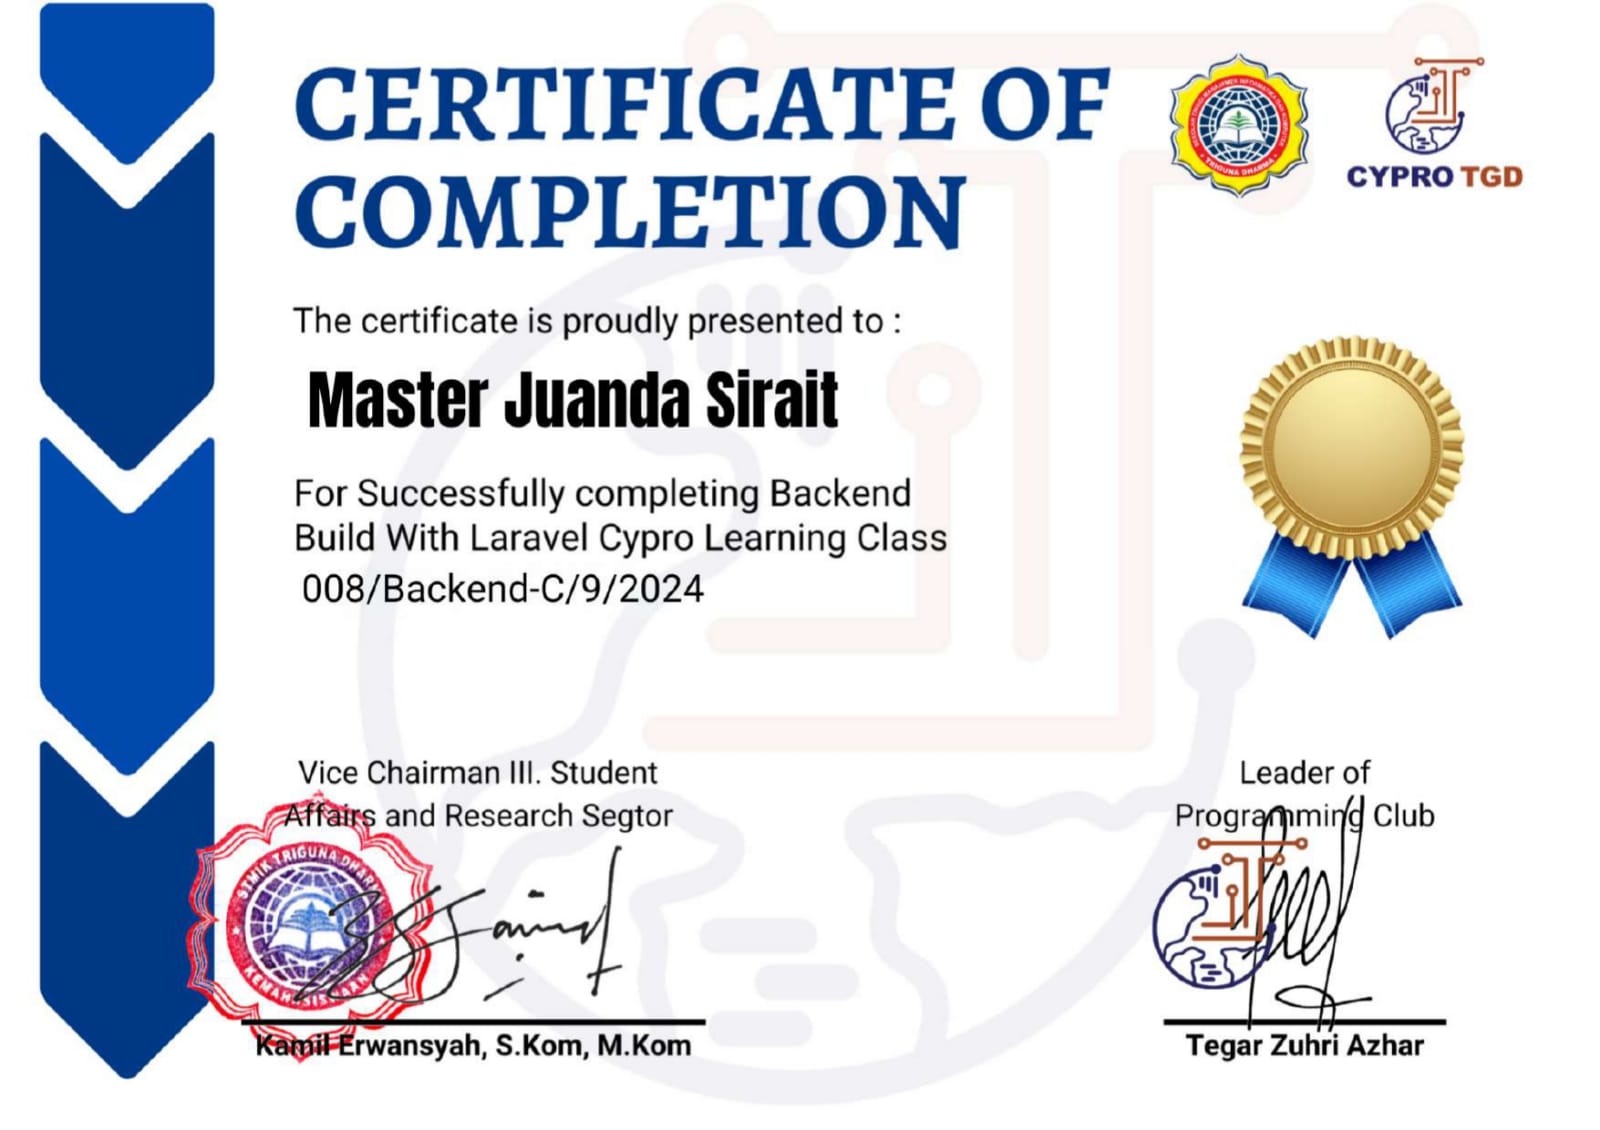 CERTIFICATE OF
COMPLETION
TRIGUNA DHARMA
CYPRO TGD
The certificate is proudly presented to :
Master Juanda Sirait
For Successfully completing Backend
Build With Laravel Cypro Learning Class
008/Backend-C/9/2024
Vice Chairman III. Student
Affairs and Research Segtor
STMIK TRIGUNA DHARMA
KEMAHASISWAAN
Kamil Erwansyah, S.Kom, M.Kom
Leader of
Programming Club
Tegar Zuhri Azhar